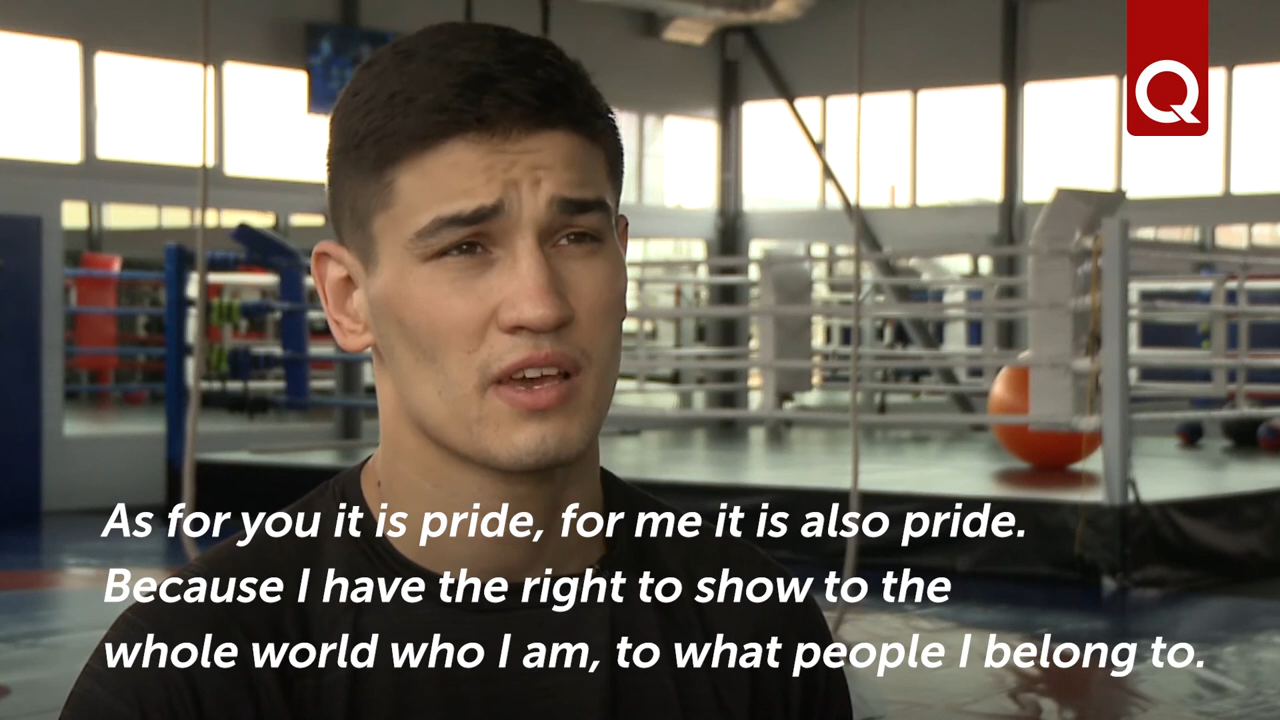 Q
As for you it is pride, for me it is also pride.
Because I have the right to show to the
whole world who I am, to what people I belong to.